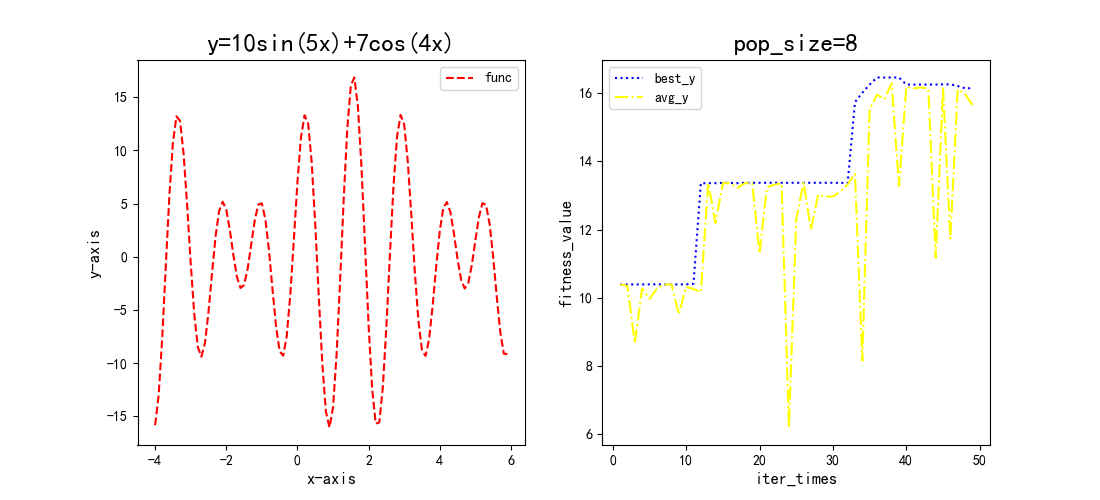 y=10sin(5x)+7cos(4x)
func
15
10
5
0
−5
−10
−15
y-axis
−4
−2
0
2
4
6
x-axis
pop_size=8
best_y
avg_y
16
14
12
10
8
6
fitness_value
0
10
20
30
40
50
iter_times